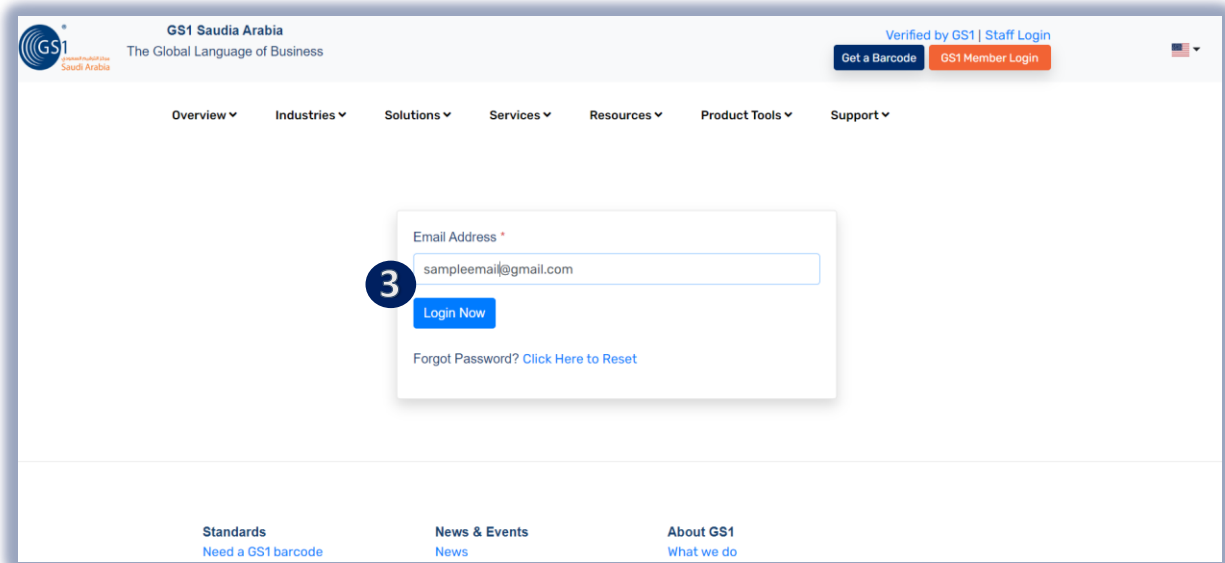 GS1 Saudia Arabia
The Global Language of Business
GS1
Saudi Arabia
Verified by GS1 | Staff Login
Get a Barcode
GS1 Member Login
Overview
Industries
Solutions
Services
Resources
Product Tools
Support
Email Address *
sampleemail@gmail.com
3
Login Now
Forgot Password? Click Here to Reset
Standards
Need a GS1 barcode
News & Events
News
About GS1
What we do